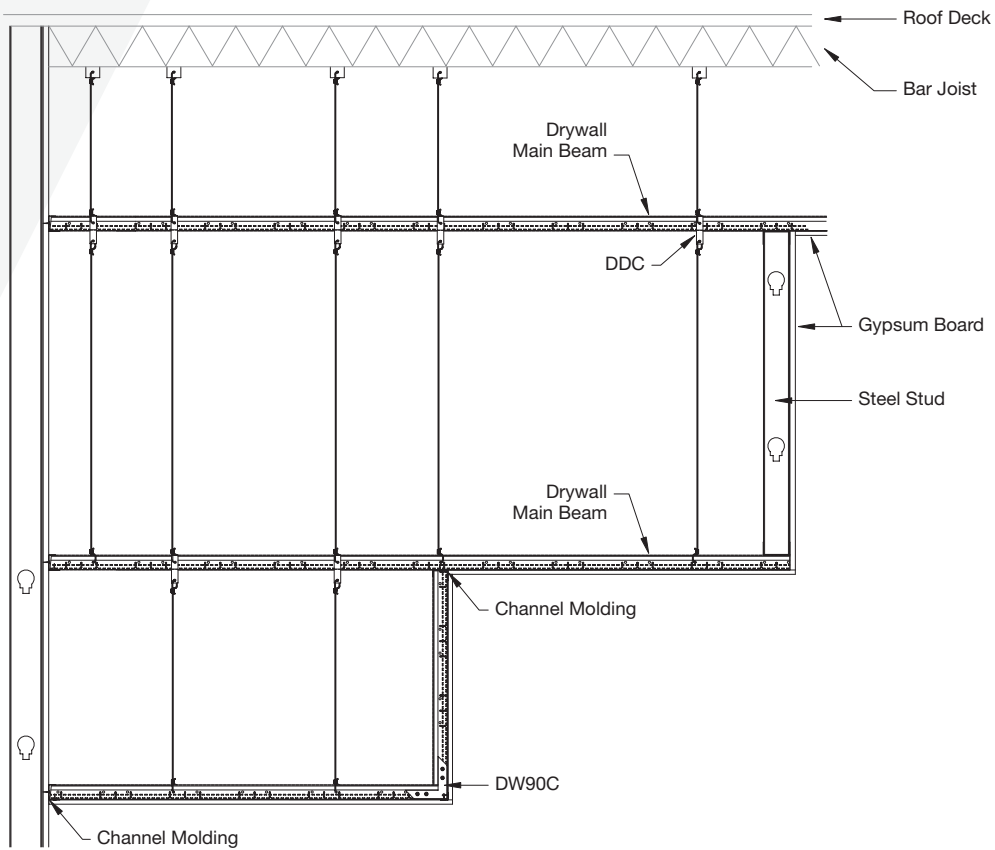 Roof Deck
Bar Joist
Drywall
Main Beam
DDC
Gypsum Board
Steel Stud
Drywall
Main Beam
Channel Molding
DW90C
Channel Molding